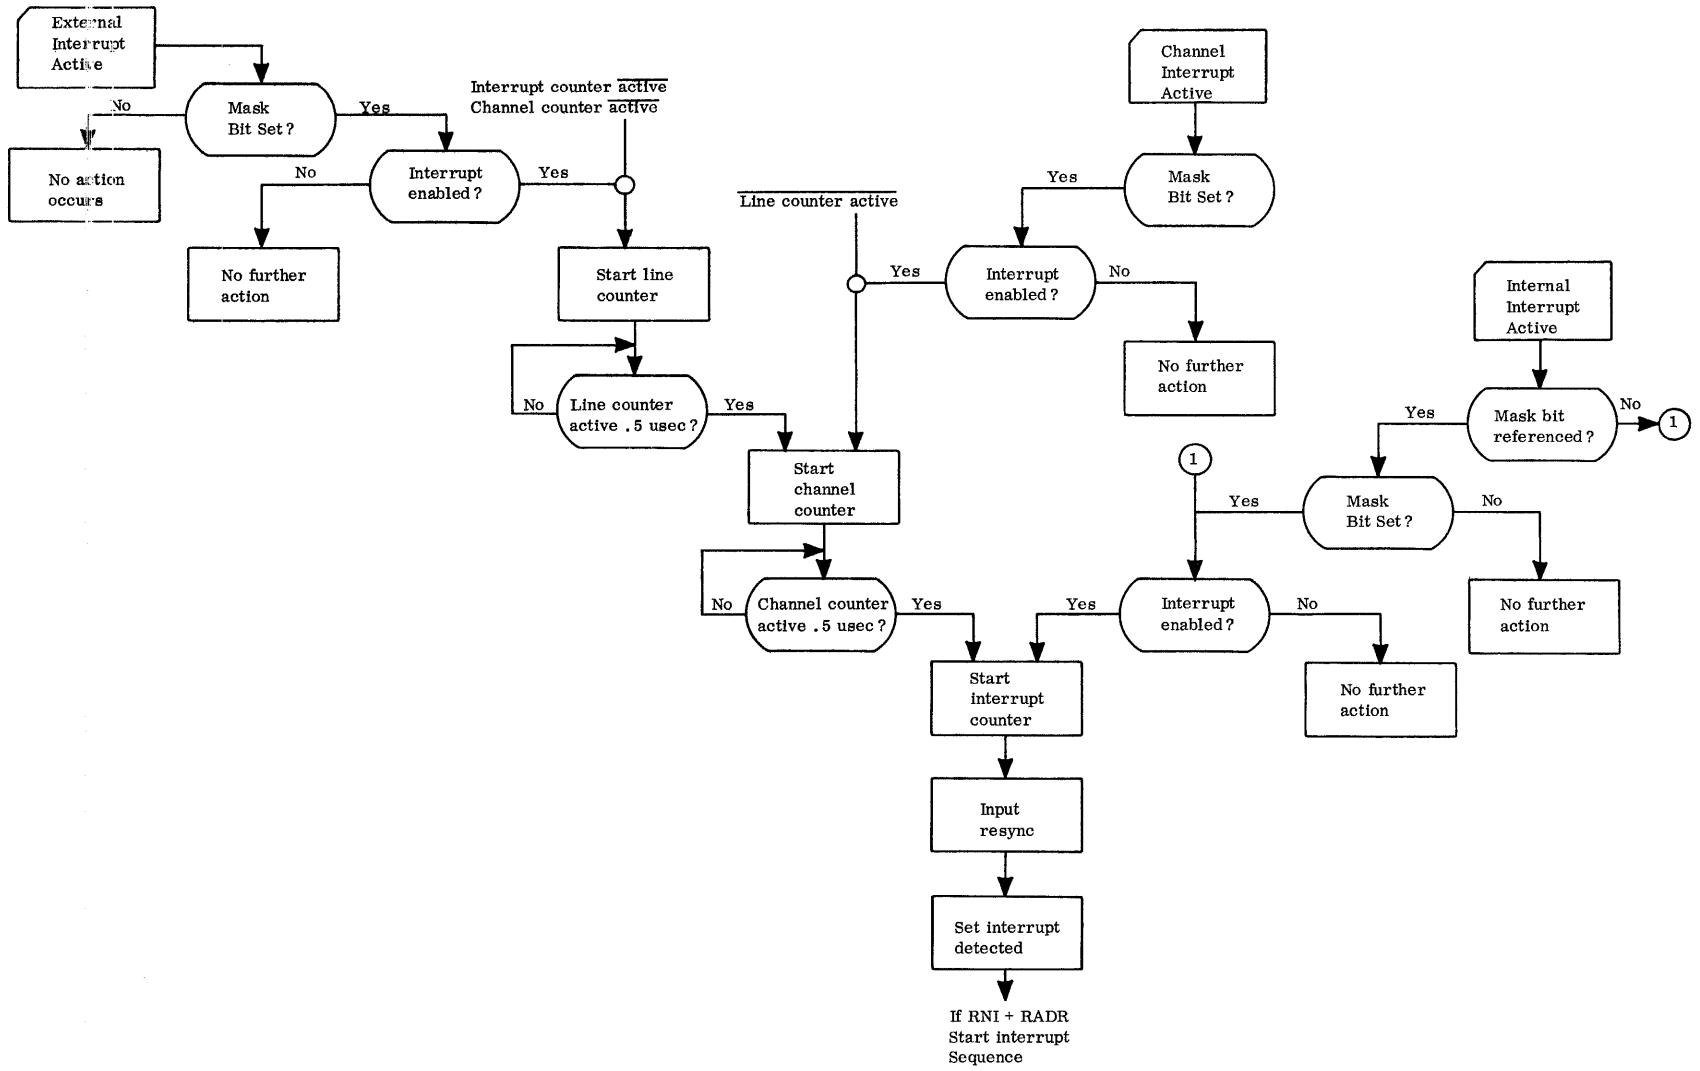 External
Interrupt
Active
Mask
Bit Set?
No
Yes
No action
occurs
Interrupt
enabled?
No
Yes
No further
action
Interrupt counter active
Channel counter active
Start line
counter
Line counter
active .5 usec?
No
Yes
Line counter active
Channel
Interrupt
Active
Mask
Bit Set?
Yes
Interrupt
enabled?
Yes
No
No further
action
Start
channel
counter
Channel counter
active .5 usec?
No
Yes
Internal
Interrupt
Active
Mask bit
referenced?
Yes
No
1
Mask
Bit Set?
Yes
No
No further
action
1
Interrupt
enabled?
Yes
No
No further
action
Start
interrupt
counter
Input
resync
Set interrupt
detected
If RNI + RADR
Start interrupt
Sequence